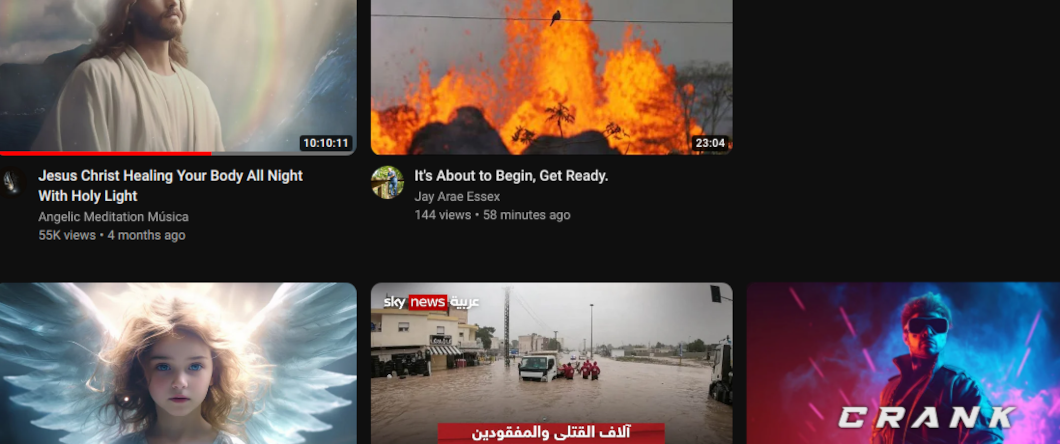 10:10:11
23:04
Jesus Christ Healing Your Body All Night
With Holy Light
Angelic Meditation Música
55K views • 4 months ago
It's About to Begin, Get Ready.
Jay Arae Essex
144 views • 58 minutes ago
sky news عربية
آلاف القتلى والمفقودين
CRANK